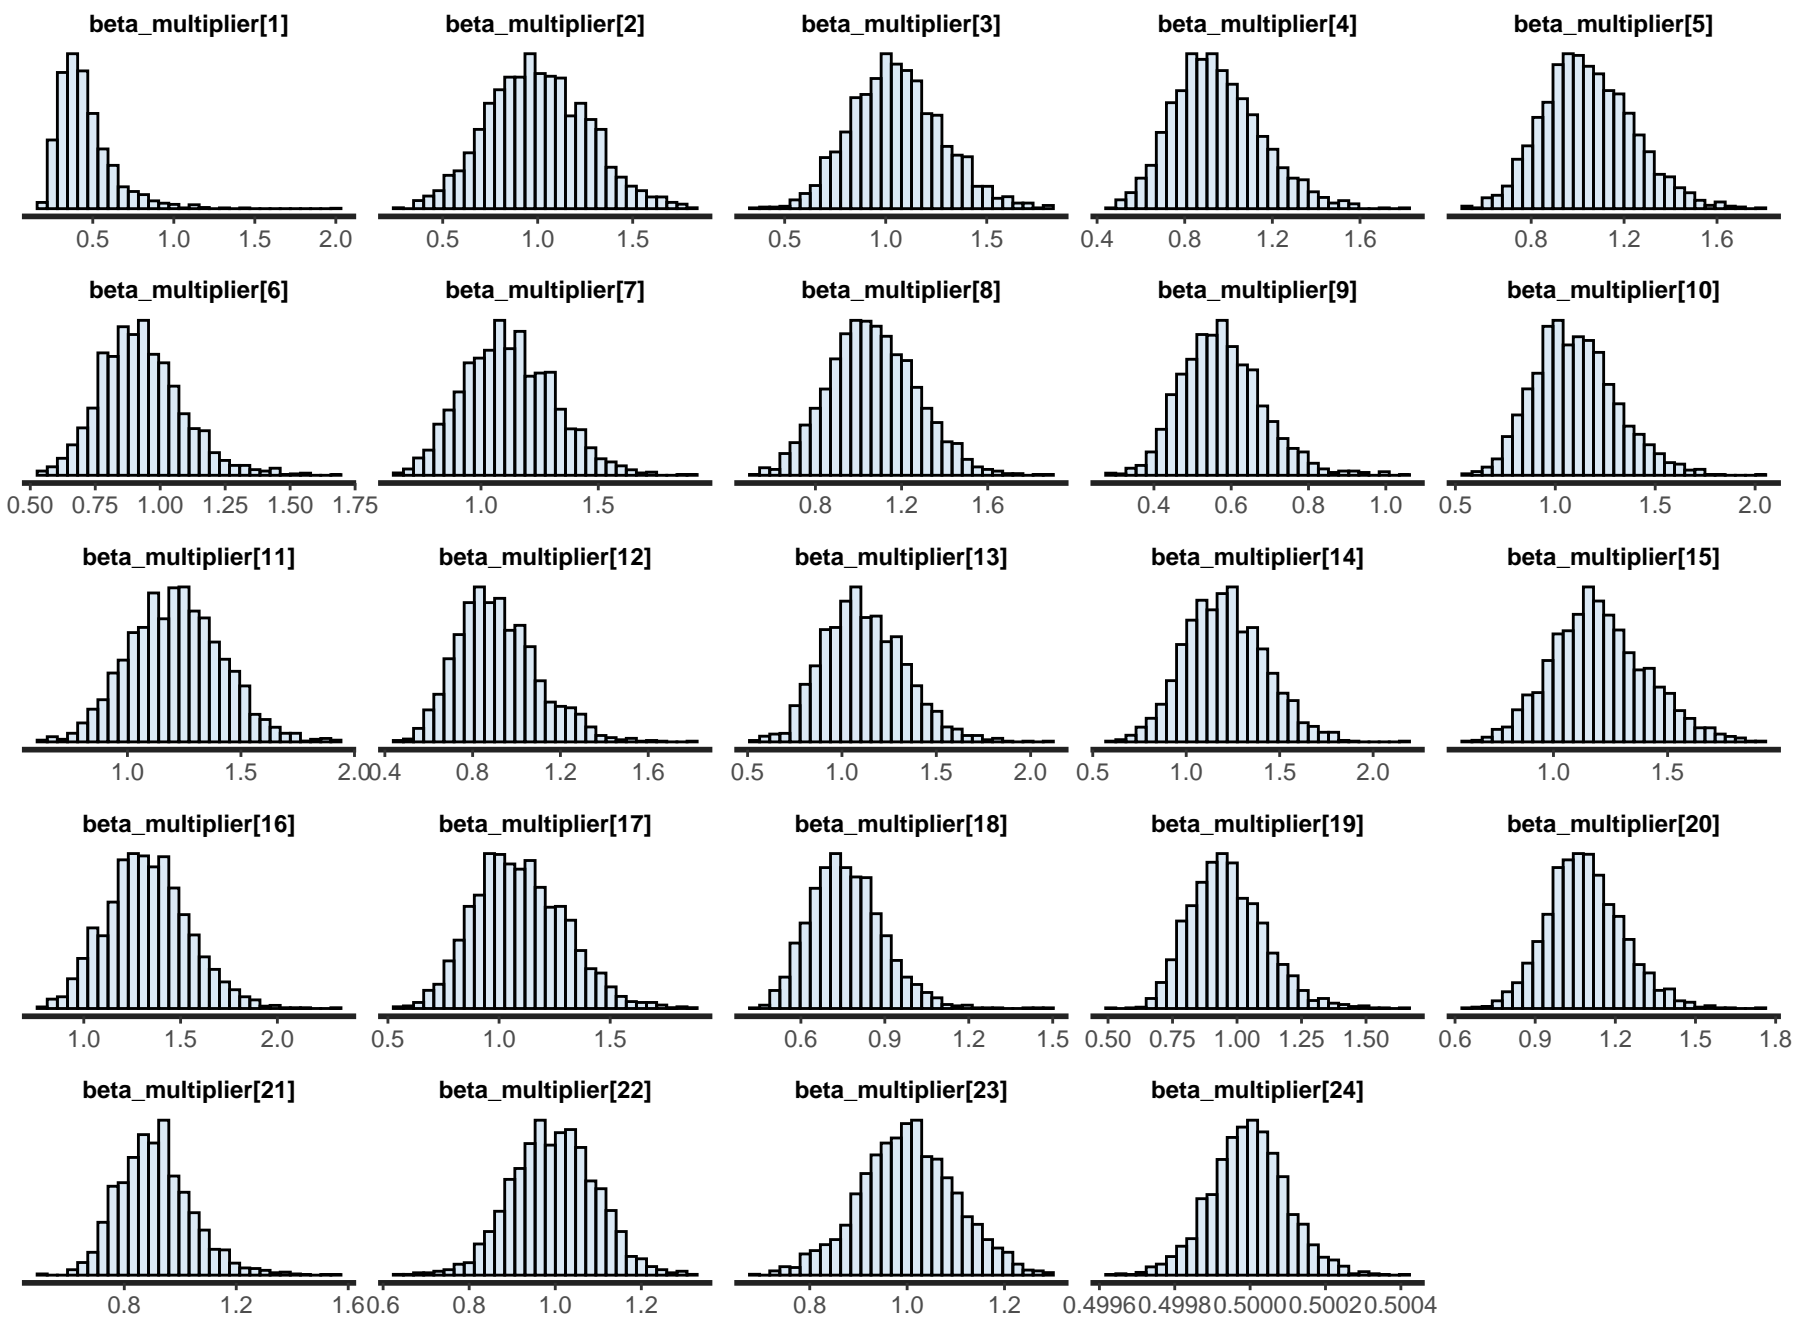 beta_multiplier[1] beta_multiplier[2] beta_multiplier[3] beta_multiplier[4] beta_multiplier[5]
0.5 1.0 1.5 2.0 0.5 1.0 1.5 0.5 1.0 1.5 0.4 0.8 1.2 1.6 0.8 1.2 1.6
beta_multiplier[6] beta_multiplier[7] beta_multiplier[8] beta_multiplier[9] beta_multiplier[10]
0.50 0.75 1.00 1.25 1.50 1.75 1.0 1.5 0.8 1.2 1.6 0.4 0.6 0.8 1.0 0.5 1.0 1.5 2.0
beta_multiplier[11] beta_multiplier[12] beta_multiplier[13] beta_multiplier[14] beta_multiplier[15]
1.0 1.5 2.0 0.4 0.8 1.2 1.6 0.5 1.0 1.5 2.0 0.5 1.0 1.5 2.0 1.0 1.5
beta_multiplier[16] beta_multiplier[17] beta_multiplier[18] beta_multiplier[19] beta_multiplier[20]
1.0 1.5 2.0 0.5 1.0 1.5 0.6 0.9 1.2 1.5 0.50 0.75 1.00 1.25 1.50 0.6 0.9 1.2 1.5 1.8
beta_multiplier[21] beta_multiplier[22] beta_multiplier[23] beta_multiplier[24]
0.8 1.2 1.6 0.6 0.8 1.0 1.2 0.8 1.0 1.2 0.4996 0.4998 0.5000 0.5002 0.5004